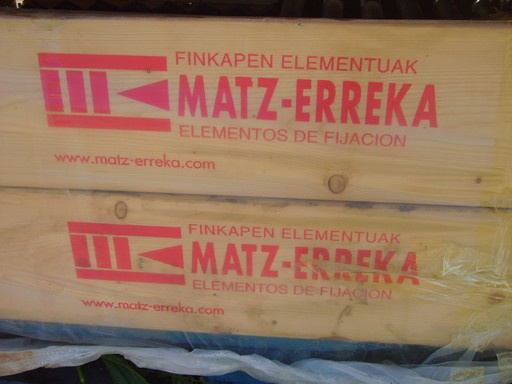 FINKAPEN ELEMENTUAK
MATZ-ERREKA
ELEMENTOS DE FIJACION
www.matz-erreka.com
FINKAPEN ELEMENTUAK
MATZ-ERREKA
ELEMENTOS DE FIJACION
www.matz-erreka.com